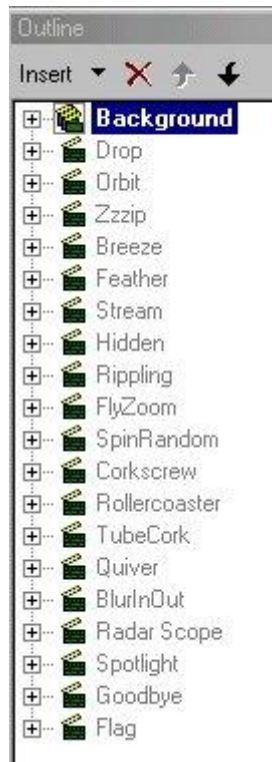 Outline
Insert
Background
Drop
Orbit
Zzzip
Breeze
Feather
Stream
Hidden
Rippling
FlyZoom
SpinRandom
Corkscrew
Rollercoaster
TubeCork
Quiver
BlurInOut
Radar Scope
Spotlight
Goodbye
Flag